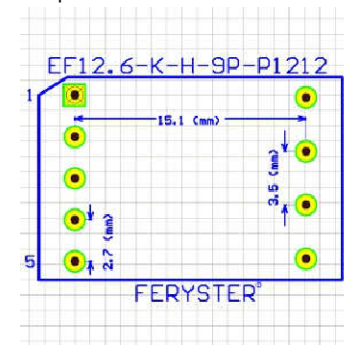 EF12.6-K-H-9P-P1212
1
15.1 (mm)
3.5 (mm)
2.7 (mm)
5
FERYSTER®